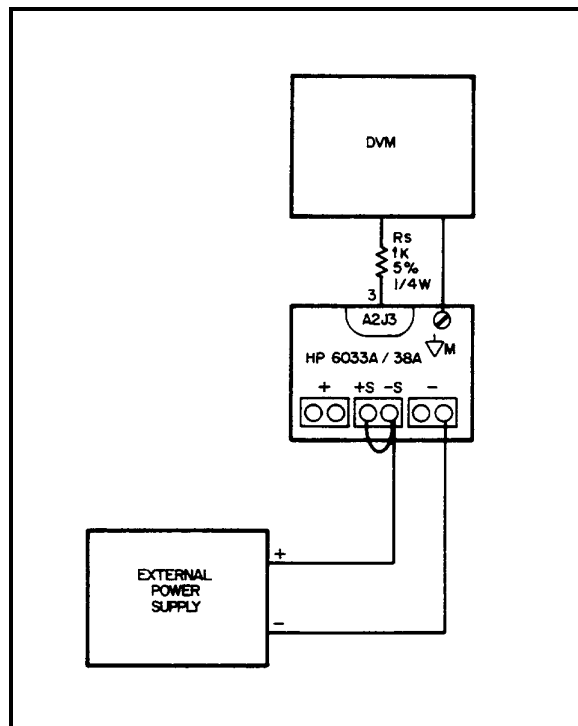 DVM
Rs
1K
5%
1/4W
3
A2J3
M
HP 6033A / 38A
+ +S -S -
+
EXTERNAL
POWER
SUPPLY
-